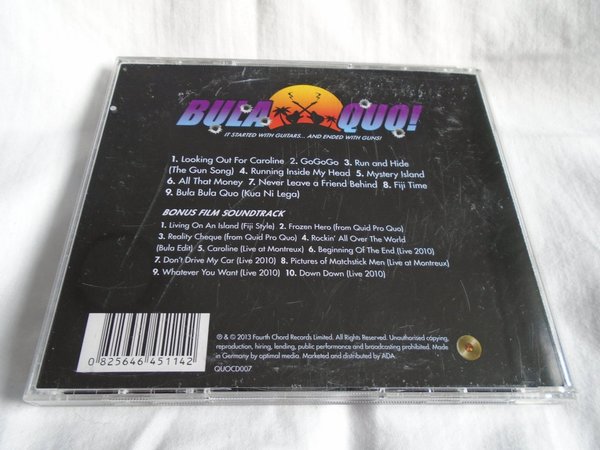 BULA QUO!
IT STARTED WITH GUITARS... AND ENDED WITH GUNS!
1. Looking Out For Caroline 2. GoGoGo 3. Run and Hide
(The Gun Song) 4. Running Inside My Head 5. Mystery Island
6. All That Money 7. Never Leave a Friend Behind 8. Fiji Time
9. Bula Bula Quo (Kua Ni Lega)
BONUS FILM SOUNDTRACK
1. Living On An Island (Fiji Style) 2. Frozen Hero (from Quid Pro Quo)
3. Reality Cheque (from Quid Pro Quo) 4. Rockin' All Over The World
(Bula Edit) 5. Caroline (Live at Montreux) 6. Beginning Of The End (Live 2010)
7. Don't Drive My Car (Live 2010) 8. Pictures of Matchstick Men (Live at Montreux)
9. Whatever You Want (Live 2010) 10. Down Down (Live 2010)
℗ & © 2013 Fourth Chord Records Limited. All Rights Reserved. Unauthorised copying,
reproduction, hiring, lending, public performance and broadcasting prohibited. Made
in Germany by optimal media. Marketed and distributed by ADA
QUOCD007
0 825646 451142